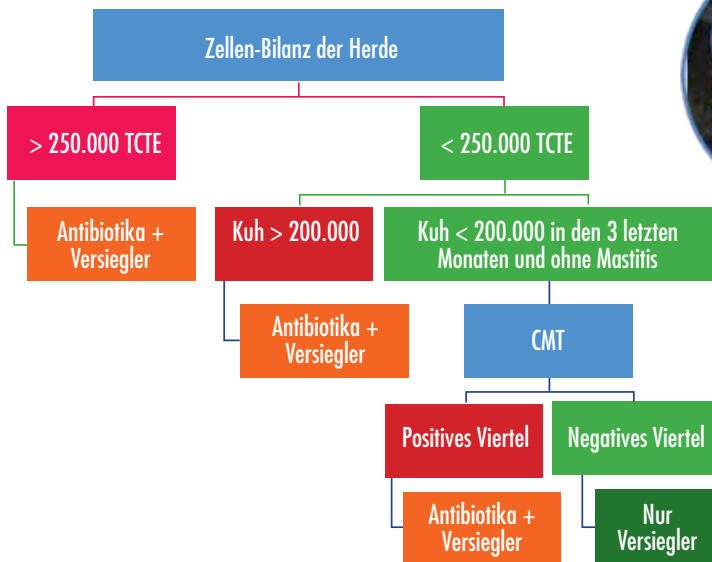 Zellen-Bilanz der Herde
> 250.000 TCTE
< 250.000 TCTE
Antibiotika +
Versiegler
Kuh > 200.000
Kuh < 200.000 in den 3 letzten
Monaten und ohne Mastitis
Antibiotika +
Versiegler
CMT
Positives Viertel
Negatives Viertel
Antibiotika +
Versiegler
Nur
Versiegler